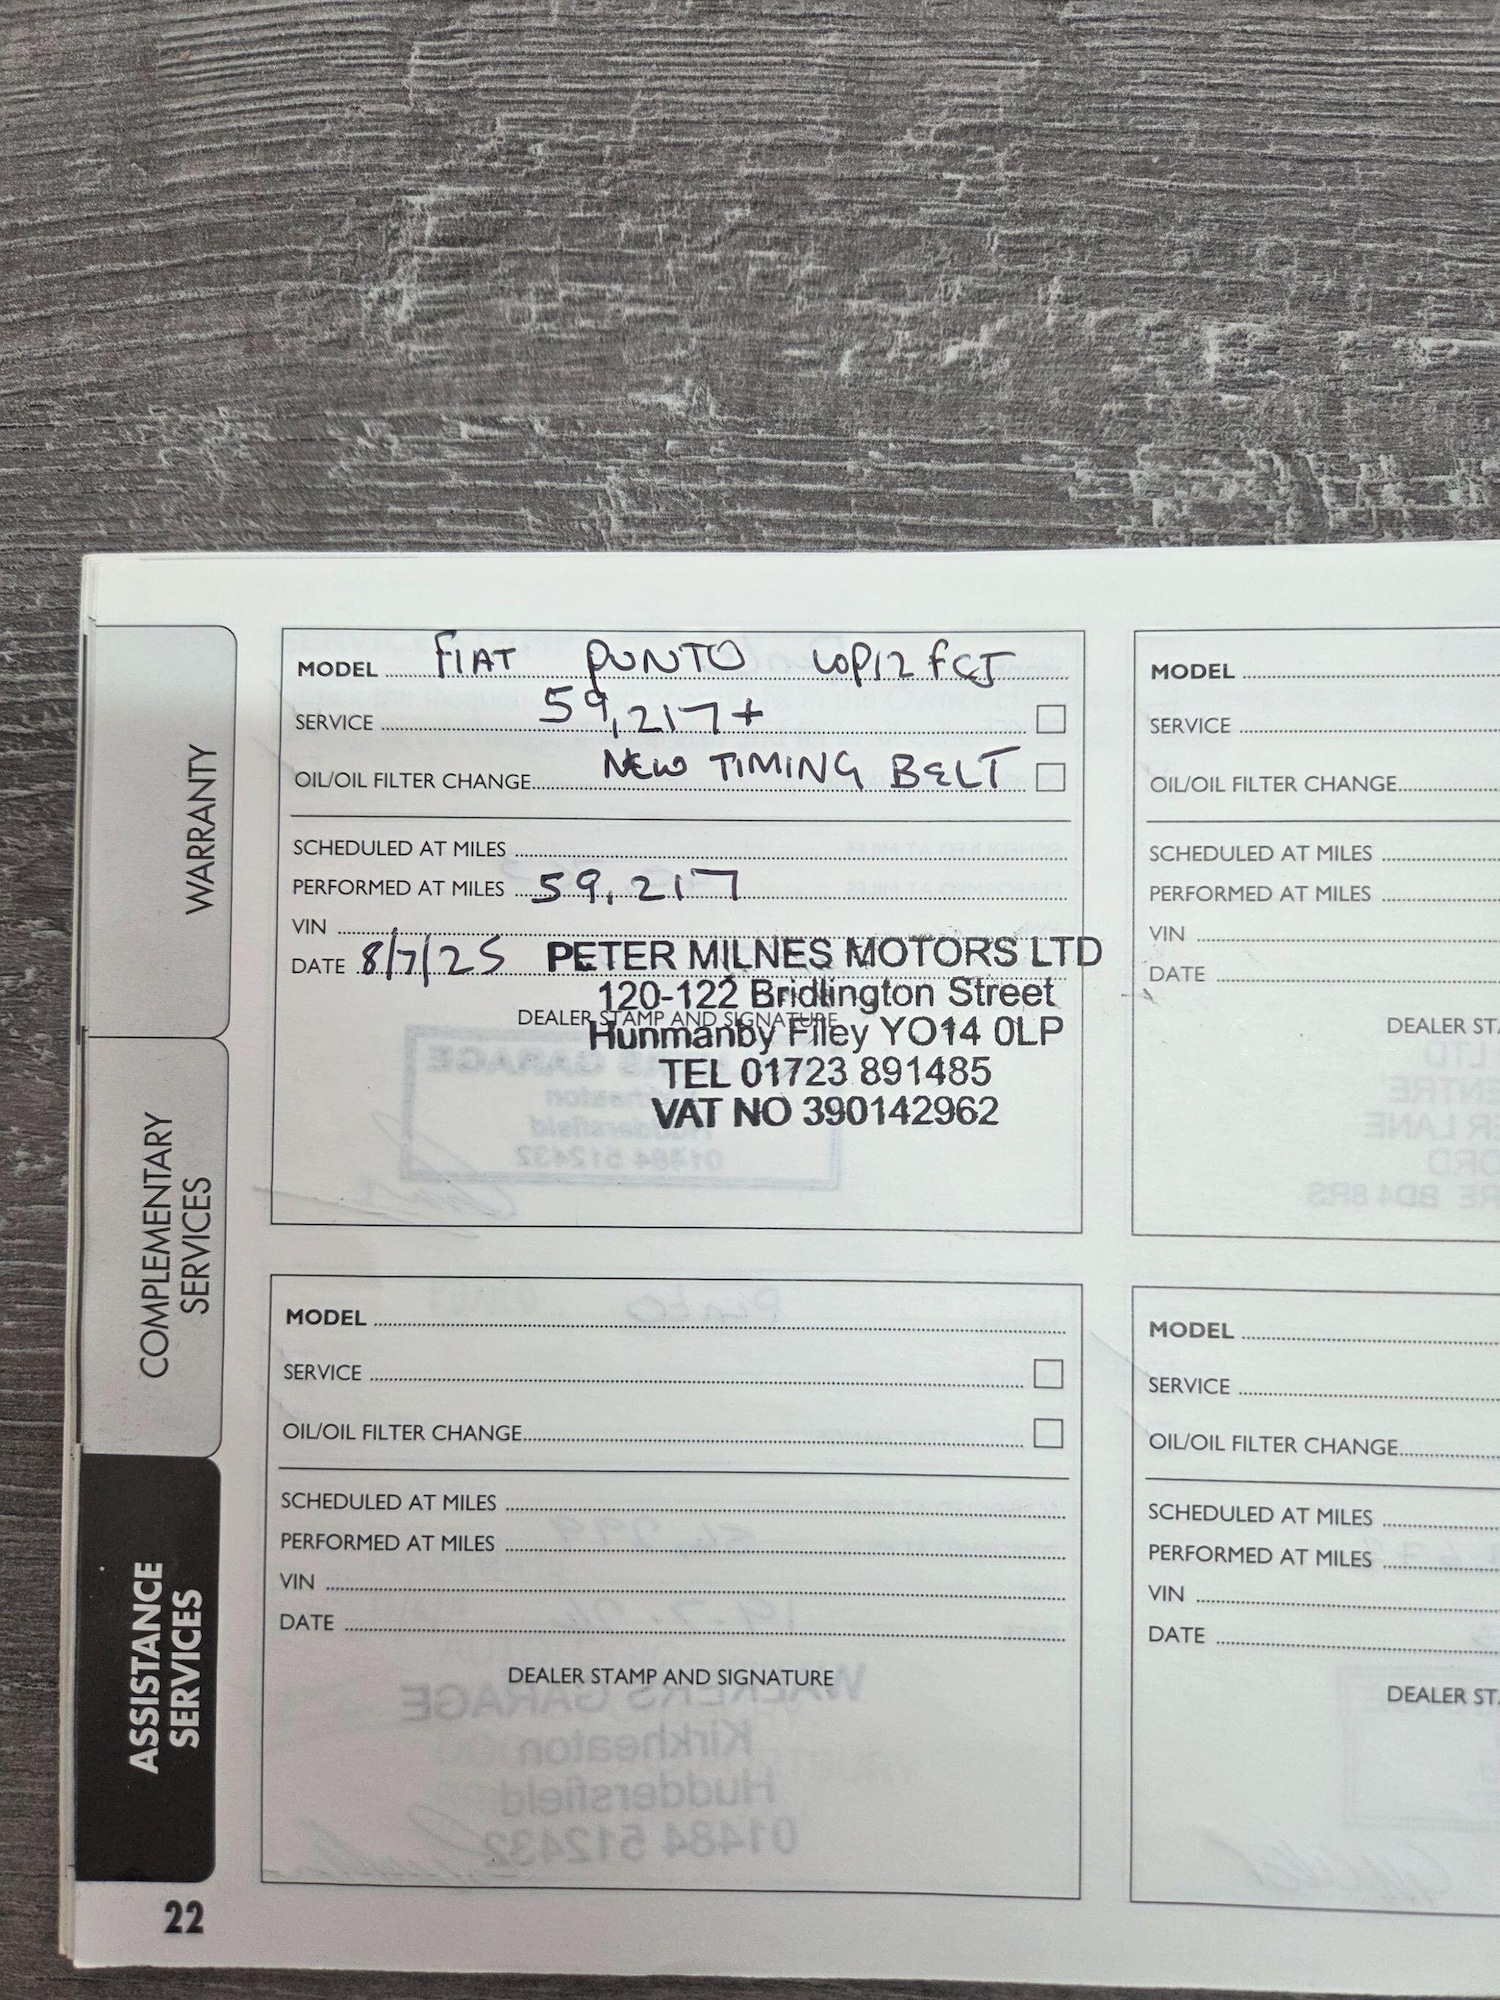 WARRANTY
COMPLEMENTARY
SERVICES
ASSISTANCE
SERVICES
22
MODEL FIAT PUNTO
SERVICE 59,217 +
OIL/OIL FILTER CHANGE NEW TIMING BELT
SCHEDULED AT MILES
PERFORMED AT MILES 59,217
VIN
DATE 8/7/25
DEALER STAMP AND SIGNATURE
PETER MILNES MOTORS LTD
120-122 Bridlington Street
Hunmanby Filey YO14 0LP
TEL 01723 891485
VAT NO 390142962
MODEL
SERVICE
OIL/OIL FILTER CHANGE
SCHEDULED AT MILES
PERFORMED AT MILES
VIN
DATE
DEALER STAMP AND SIGNATURE
MODEL
SERVICE
OIL/OIL FILTER CHANGE
SCHEDULED AT MILES
PERFORMED AT MILES
VIN
DATE
DEALER
MODEL
SERVICE
OIL/OIL FILTER CHANGE
SCHEDULED AT MILES
PERFORMED AT MILES
VIN
DATE
DEALER